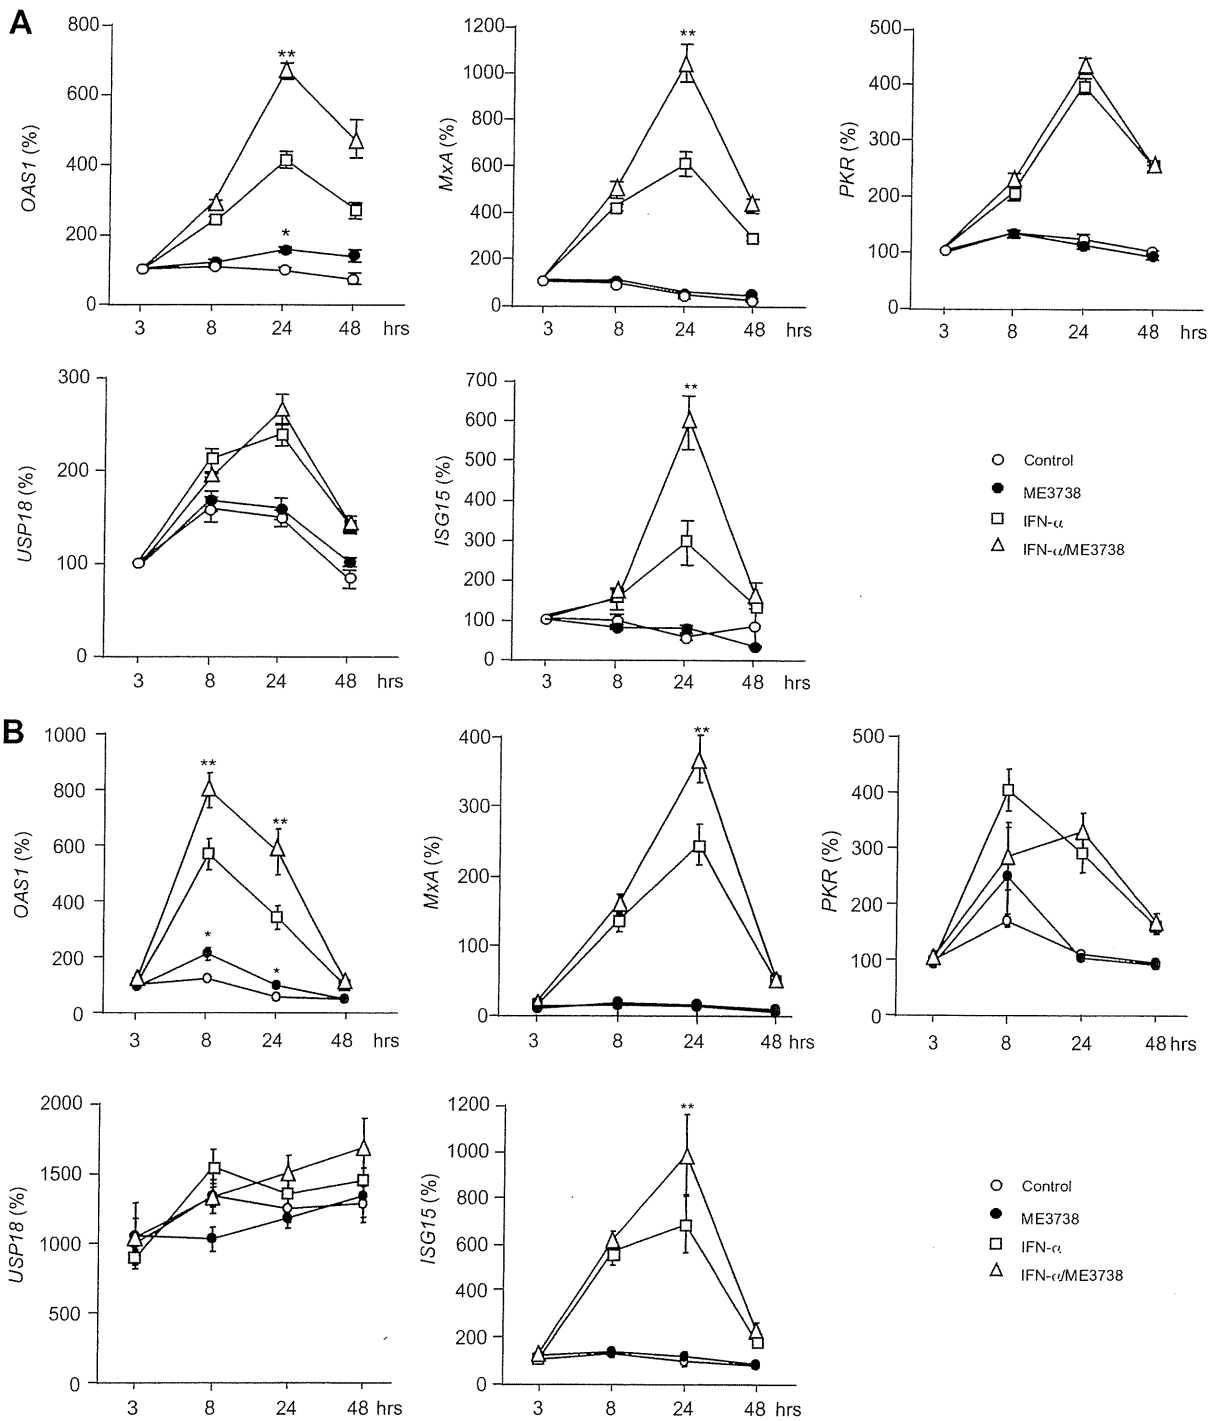 A
OAS1 (%)
800
600
400
200
0
**
*
3 8 24 48 hrs
MxA (%)
1200
1000
800
600
400
200
0
**
3 8 24 48 hrs
PKR (%)
500
400
300
200
100
0
3 8 24 48 hrs
USP18 (%)
300
200
100
0
3 8 24 48 hrs
ISG15 (%)
700
600
500
400
300
200
100
0
**
3 8 24 48 hrs
Control
ME3738
IFN-α
IFN-α/ME3738
B
OAS1 (%)
1000
800
600
400
200
0
**
**
*
*
3 8 24 48 hrs
MxA (%)
400
300
200
100
0
**
3 8 24 48 hrs
PKR (%)
500
400
300
200
100
0
3 8 24 48 hrs
USP18 (%)
2000
1500
1000
500
0
3 8 24 48 hrs
ISG15 (%)
1200
1000
800
600
400
200
0
**
3 8 24 48 hrs
Control
ME3738
IFN-α
IFN-α/ME3738